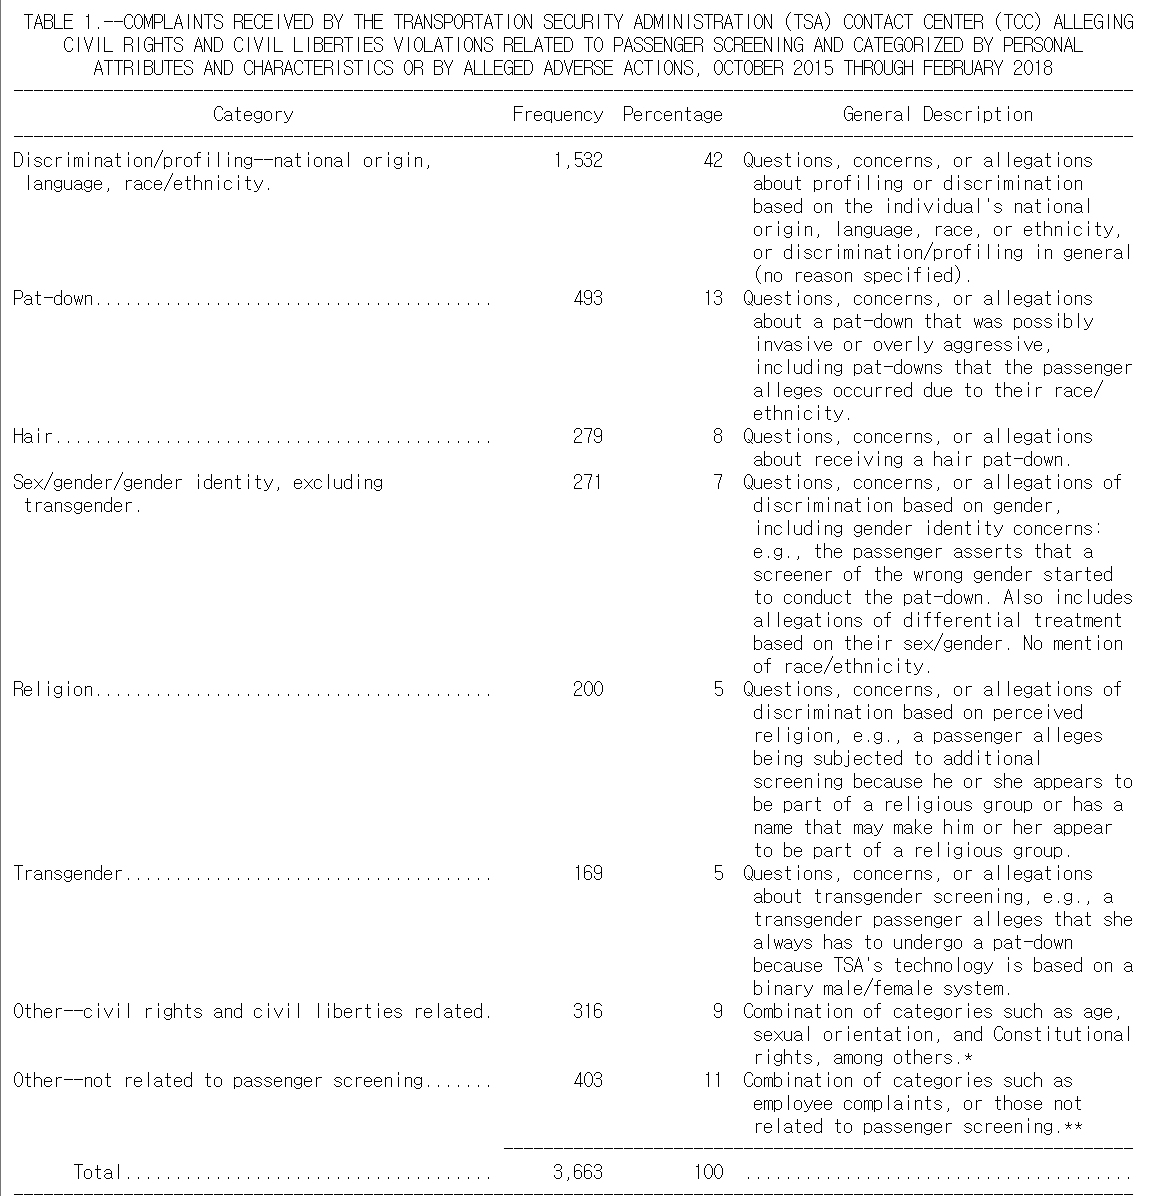 TABLE 1.--COMPLAINTS RECEIVED BY THE TRANSPORTATION SECURITY ADMINISTRATION (TSA) CONTACT CENTER (TCC) ALLEGING
CIVIL RIGHTS AND CIVIL LIBERTIES VIOLATIONS RELATED TO PASSENGER SCREENING AND CATEGORIZED BY PERSONAL
ATTRIBUTES AND CHARACTERISTICS OR BY ALLEGED ADVERSE ACTIONS, OCTOBER 2015 THROUGH FEBRUARY 2018
Category Frequency Percentage General Description
Discrimination/profiling--national origin, 1,532 42 Questions, concerns, or allegations
language, race/ethnicity. about profiling or discrimination
based on the individual's national
origin, language, race, or ethnicity,
or discrimination/profiling in general
(no reason specified).
Pat-down........................................ 493 13 Questions, concerns, or allegations
about a pat-down that was possibly
invasive or overly aggressive,
including pat-downs that the passenger
alleges occurred due to their race/
ethnicity.
Hair............................................ 279 8 Questions, concerns, or allegations
about receiving a hair pat-down.
Sex/gender/gender identity, excluding 271 7 Questions, concerns, or allegations of
transgender. discrimination based on gender,
including gender identity concerns:
e.g., the passenger asserts that a
screener of the wrong gender started
to conduct the pat-down. Also includes
allegations of differential treatment
based on their sex/gender. No mention
of race/ethnicity.
Religion........................................ 200 5 Questions, concerns, or allegations of
discrimination based on perceived
religion, e.g., a passenger alleges
being subjected to additional
screening because he or she appears to
be part of a religious group or has a
name that may make him or her appear
to be part of a religious group.
Transgender..................................... 169 5 Questions, concerns, or allegations
about transgender screening, e.g., a
transgender passenger alleges that she
always has to undergo a pat-down
because TSA's technology is based on a
binary male/female system.
Other--civil rights and civil liberties related. 316 9 Combination of categories such as age,
sexual orientation, and Constitutional
rights, among others.*
Other--not related to passenger screening....... 403 11 Combination of categories such as
employee complaints, or those not
related to passenger screening.**
Total..................................... 3,663 100 .......................................